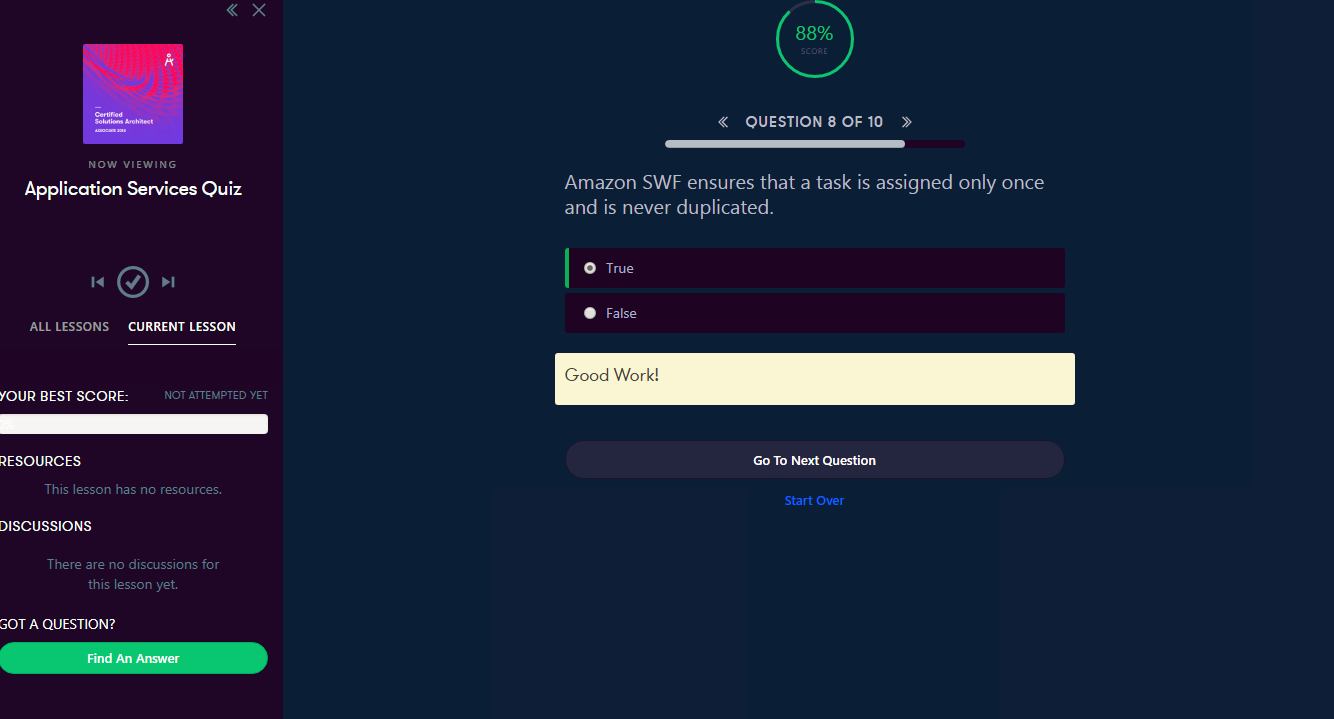 Certified
Solutions Architect
ASSOCIATE 2019
NOW VIEWING
Application Services Quiz
ALL LESSONS
CURRENT LESSON
YOUR BEST SCORE:
NOT ATTEMPTED YET
RESOURCES
This lesson has no resources.
DISCUSSIONS
There are no discussions for
this lesson yet.
GOT A QUESTION?
Find An Answer
88%
SCORE
QUESTION 8 OF 10
Amazon SWF ensures that a task is assigned only once
and is never duplicated.
True
False
Good Work!
Go To Next Question
Start Over